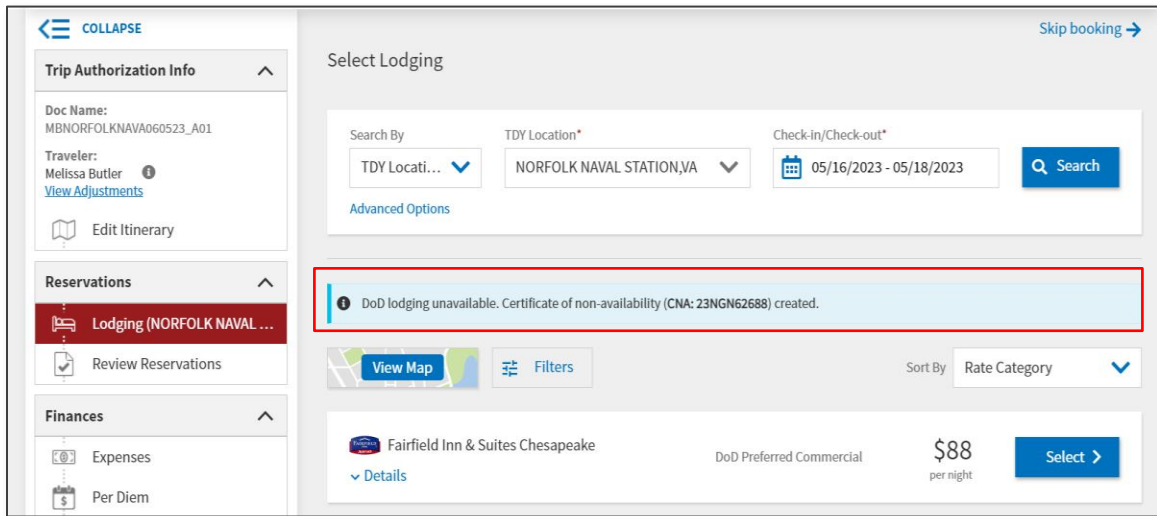 COLLAPSE
Skip booking
Trip Authorization Info
Doc Name:
MBNORFOLKNAVA060523_A01
Traveler:
Melissa Butler
View Adjustments
Edit Itinerary
Reservations
Lodging (NORFOLK NAVAL ...
Review Reservations
Finances
Expenses
Per Diem
Select Lodging
Search By
TDY Location*
Check-in/Check-out*
TDY Locati...
NORFOLK NAVAL STATION,VA
05/16/2023 - 05/18/2023
Search
Advanced Options
DoD lodging unavailable. Certificate of non-availability (CNA: 23NGN62688) created.
View Map
Filters
Sort By
Rate Category
Fairfield Inn & Suites Chesapeake
Details
DoD Preferred Commercial
$88
per night
Select